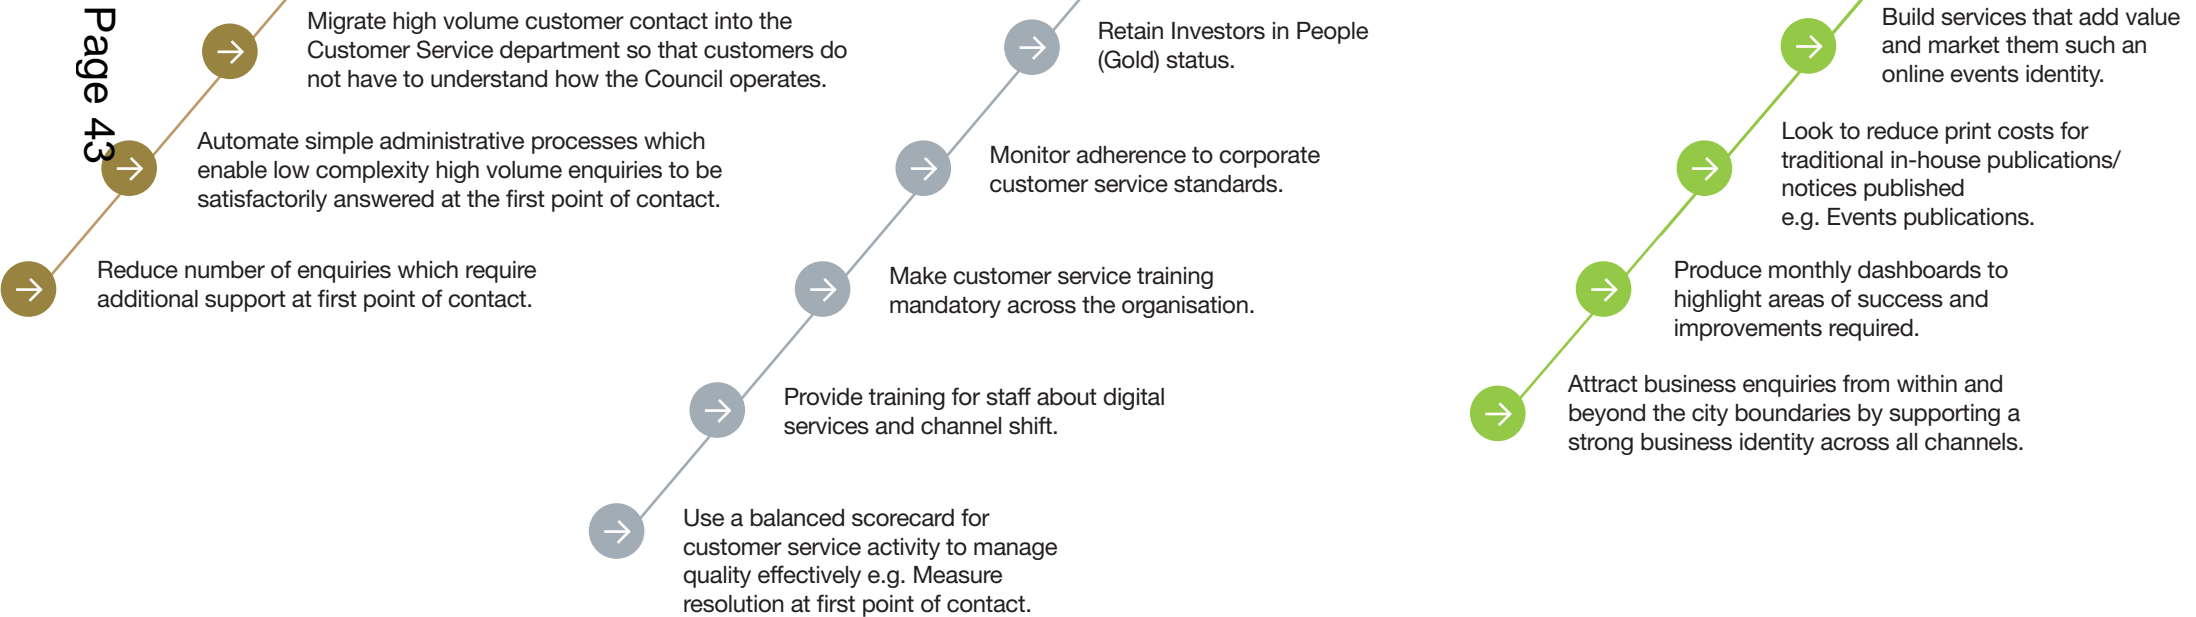 Page 43
Migrate high volume customer contact into the
Customer Service department so that customers do
not have to understand how the Council operates.
Automate simple administrative processes which
enable low complexity high volume enquiries to be
satisfactorily answered at the first point of contact.
Reduce number of enquiries which require
additional support at first point of contact.
Retain Investors in People
(Gold) status.
Monitor adherence to corporate
customer service standards.
Make customer service training
mandatory across the organisation.
Provide training for staff about digital
services and channel shift.
Use a balanced scorecard for
customer service activity to manage
quality effectively e.g. Measure
resolution at first point of contact.
Build services that add value
and market them such an
online events identity.
Look to reduce print costs for
traditional in-house publications/
notices published
e.g. Events publications.
Produce monthly dashboards to
highlight areas of success and
improvements required.
Attract business enquiries from within and
beyond the city boundaries by supporting a
strong business identity across all channels.